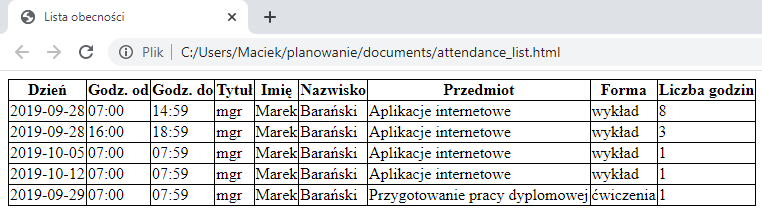 Lista obecności
Plik C:/Users/Maciek/planowanie/documents/attendance_list.html
Dzień Godz. od Godz. do Tytuł Imię Nazwisko Przedmiot Forma Liczba godzin
2019-09-28 07:00 14:59 mgr Marek Barański Aplikacje internetowe wykład 8
2019-09-28 16:00 18:59 mgr Marek Barański Aplikacje internetowe wykład 3
2019-10-05 07:00 07:59 mgr Marek Barański Aplikacje internetowe wykład 1
2019-10-12 07:00 07:59 mgr Marek Barański Aplikacje internetowe wykład 1
2019-09-29 07:00 07:59 mgr Marek Barański Przygotowanie pracy dyplomowej ćwiczenia 1